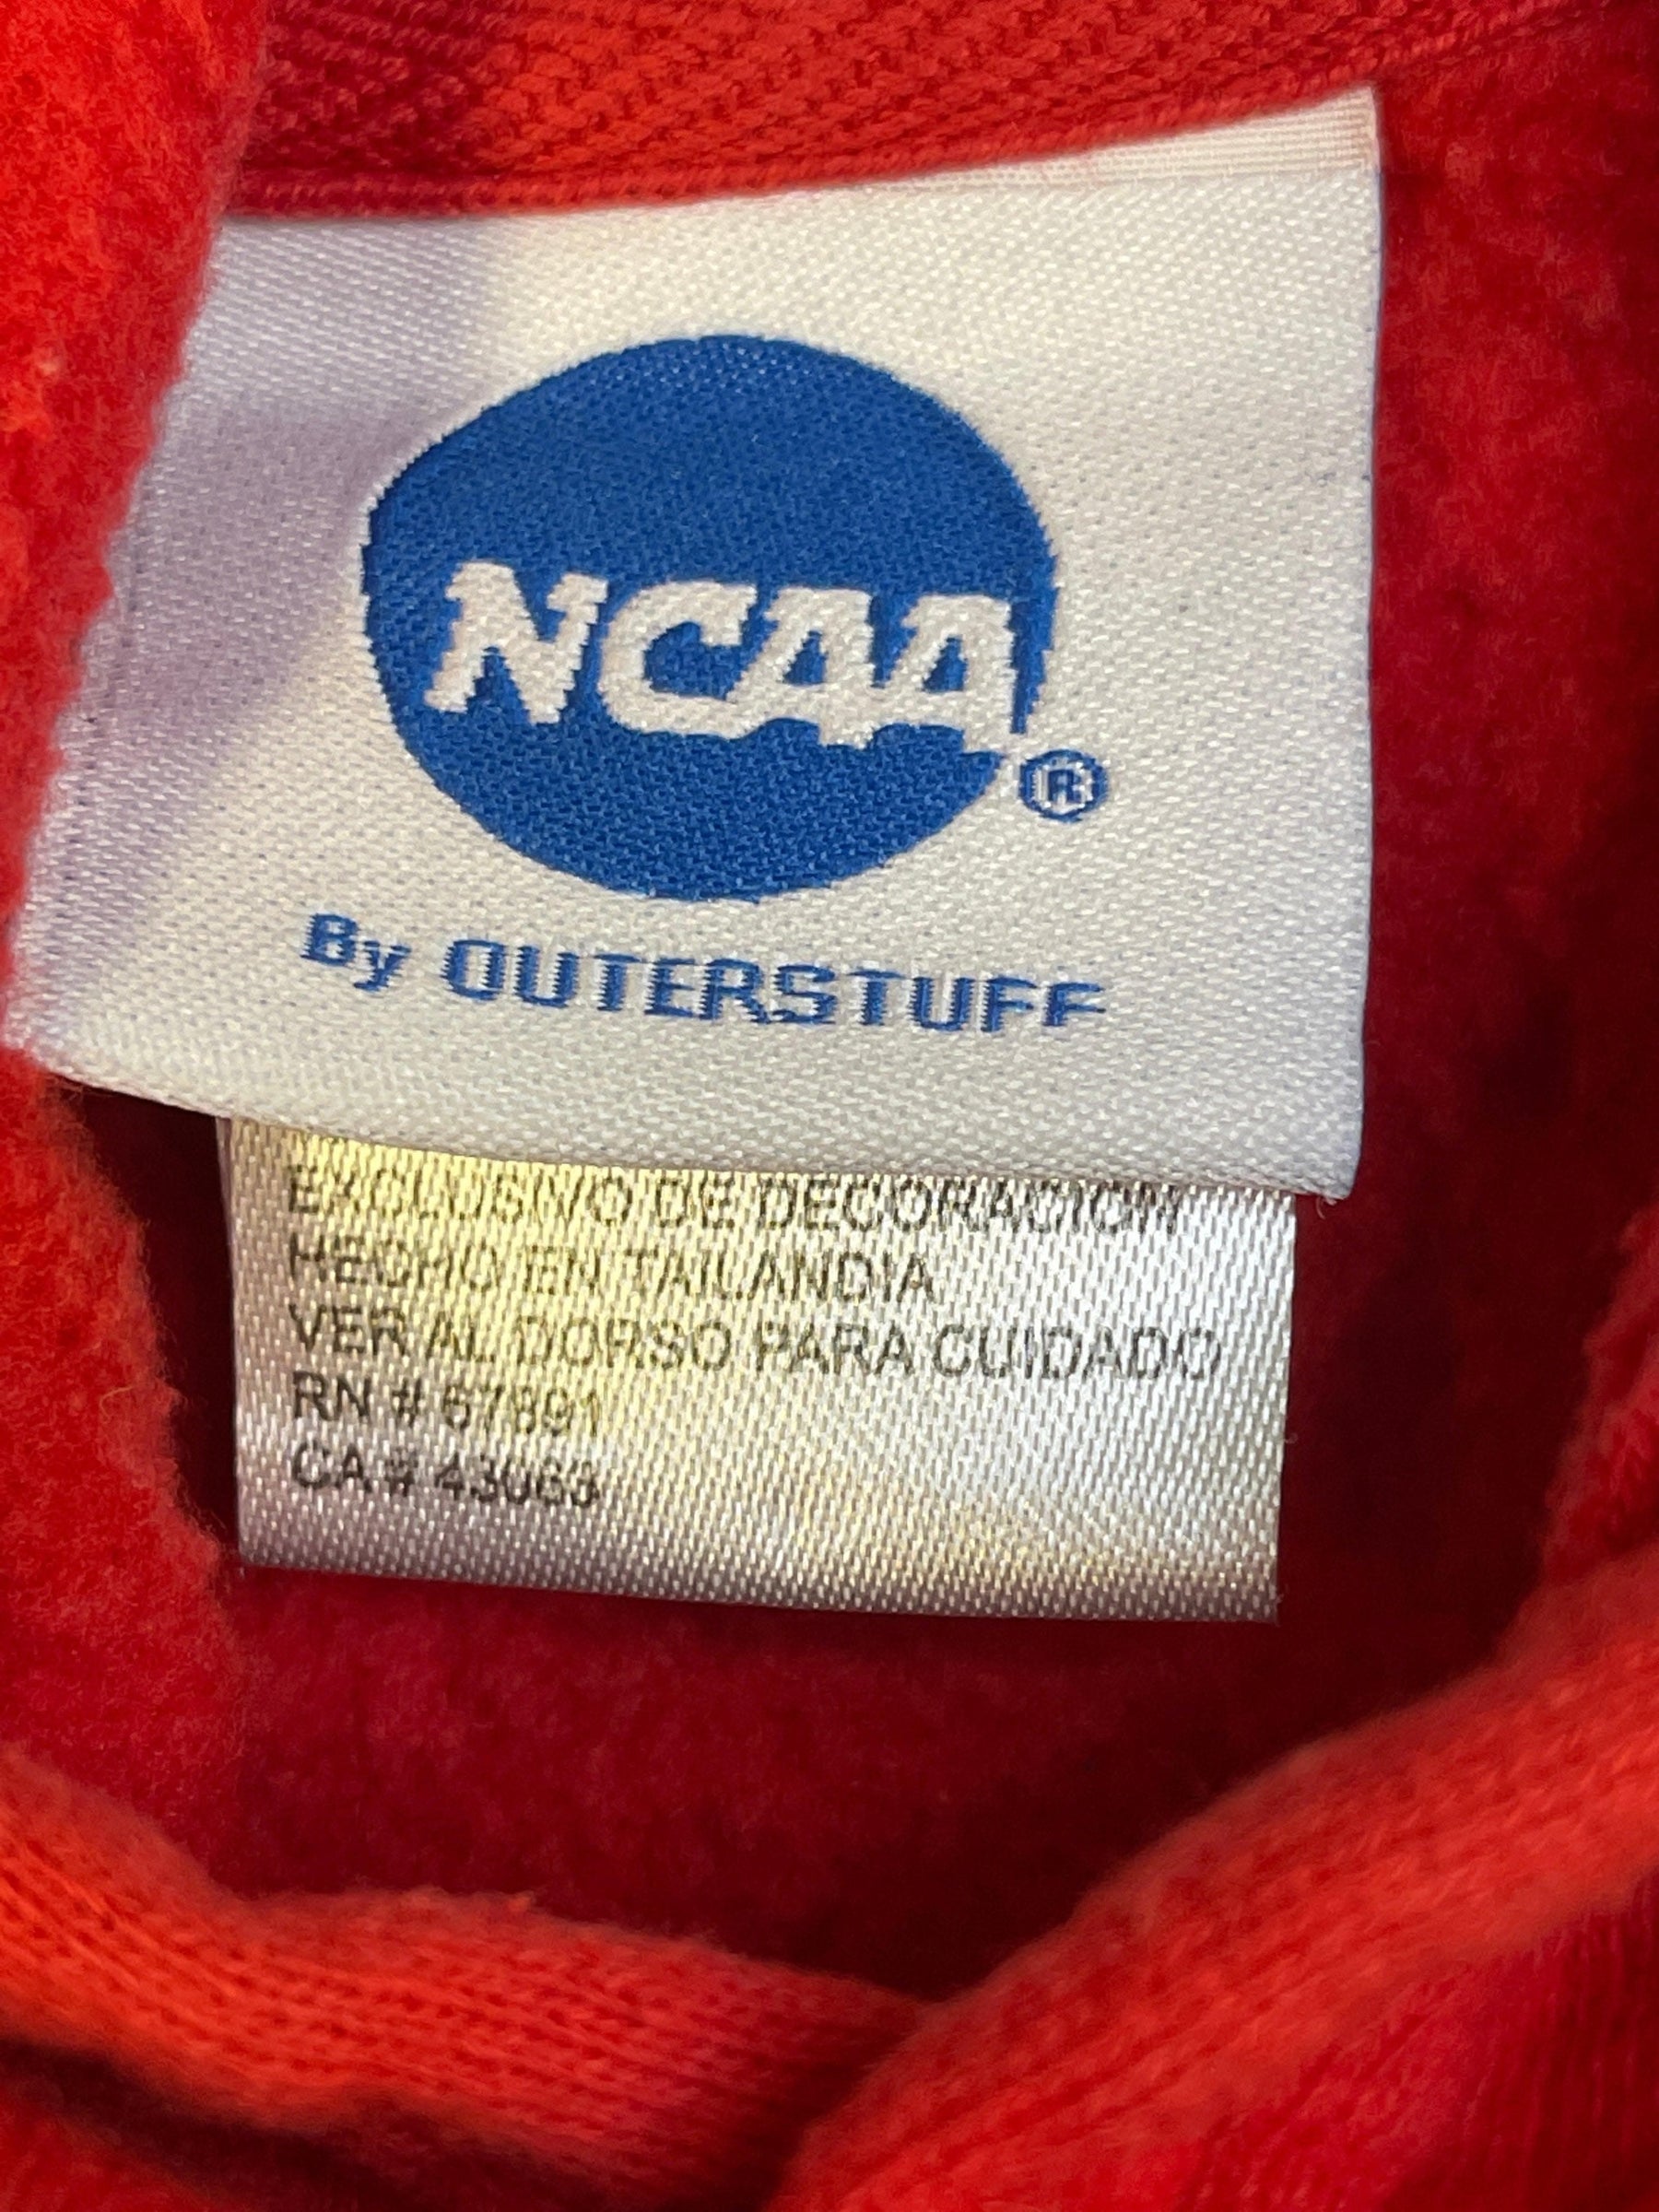 NCAA
®
By OUTERSTUFF
EXCLUSIVO DE DECORACION
HECHO EN TAILANDIA
VER AL DORSO PARA CUIDADO
RN # 67891
CA # 43063